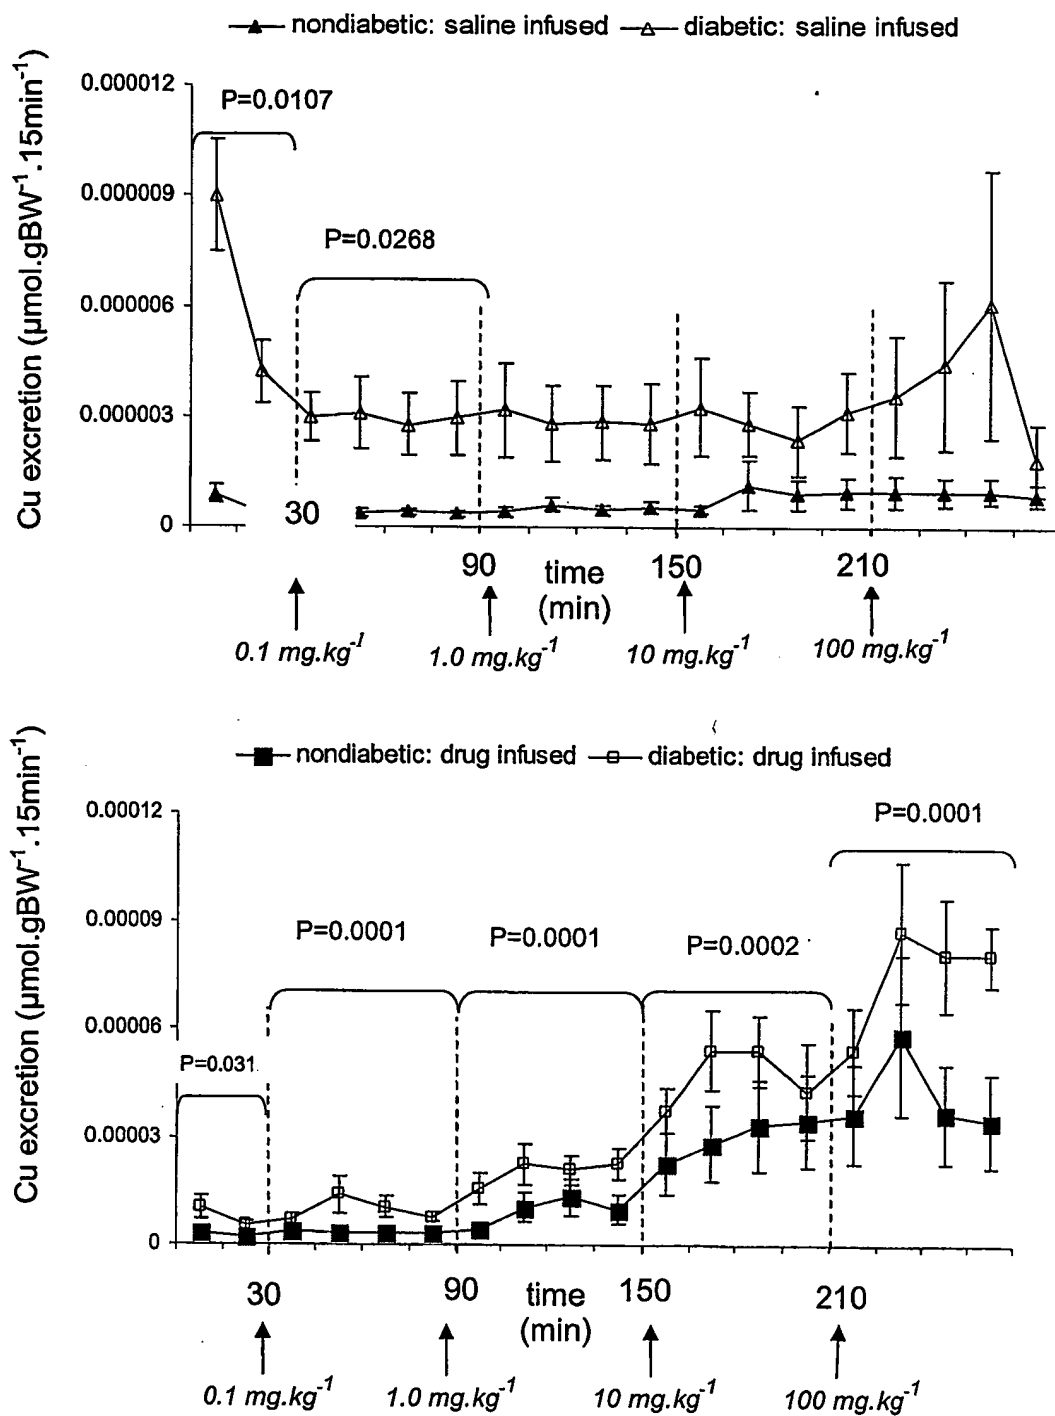 nondiabetic: saline infused diabetic: saline infused
Cu excretion (µmol.gBW⁻¹.15min⁻¹)
0.000012
P=0.0107
0.000009
P=0.0268
0.000006
0.000003
0
30
90 time 150 210
(min)
0.1 mg.kg⁻¹ 1.0 mg.kg⁻¹ 10 mg.kg⁻¹ 100 mg.kg⁻¹
nondiabetic: drug infused diabetic: drug infused
Cu excretion (µmol.gBW⁻¹.15min⁻¹)
0.00012
P=0.0001
0.00009
P=0.0001 P=0.0001 P=0.0002
0.00006
P=0.031
0.00003
0
30 90 time 150 210
(min)
0.1 mg.kg⁻¹ 1.0 mg.kg⁻¹ 10 mg.kg⁻¹ 100 mg.kg⁻¹